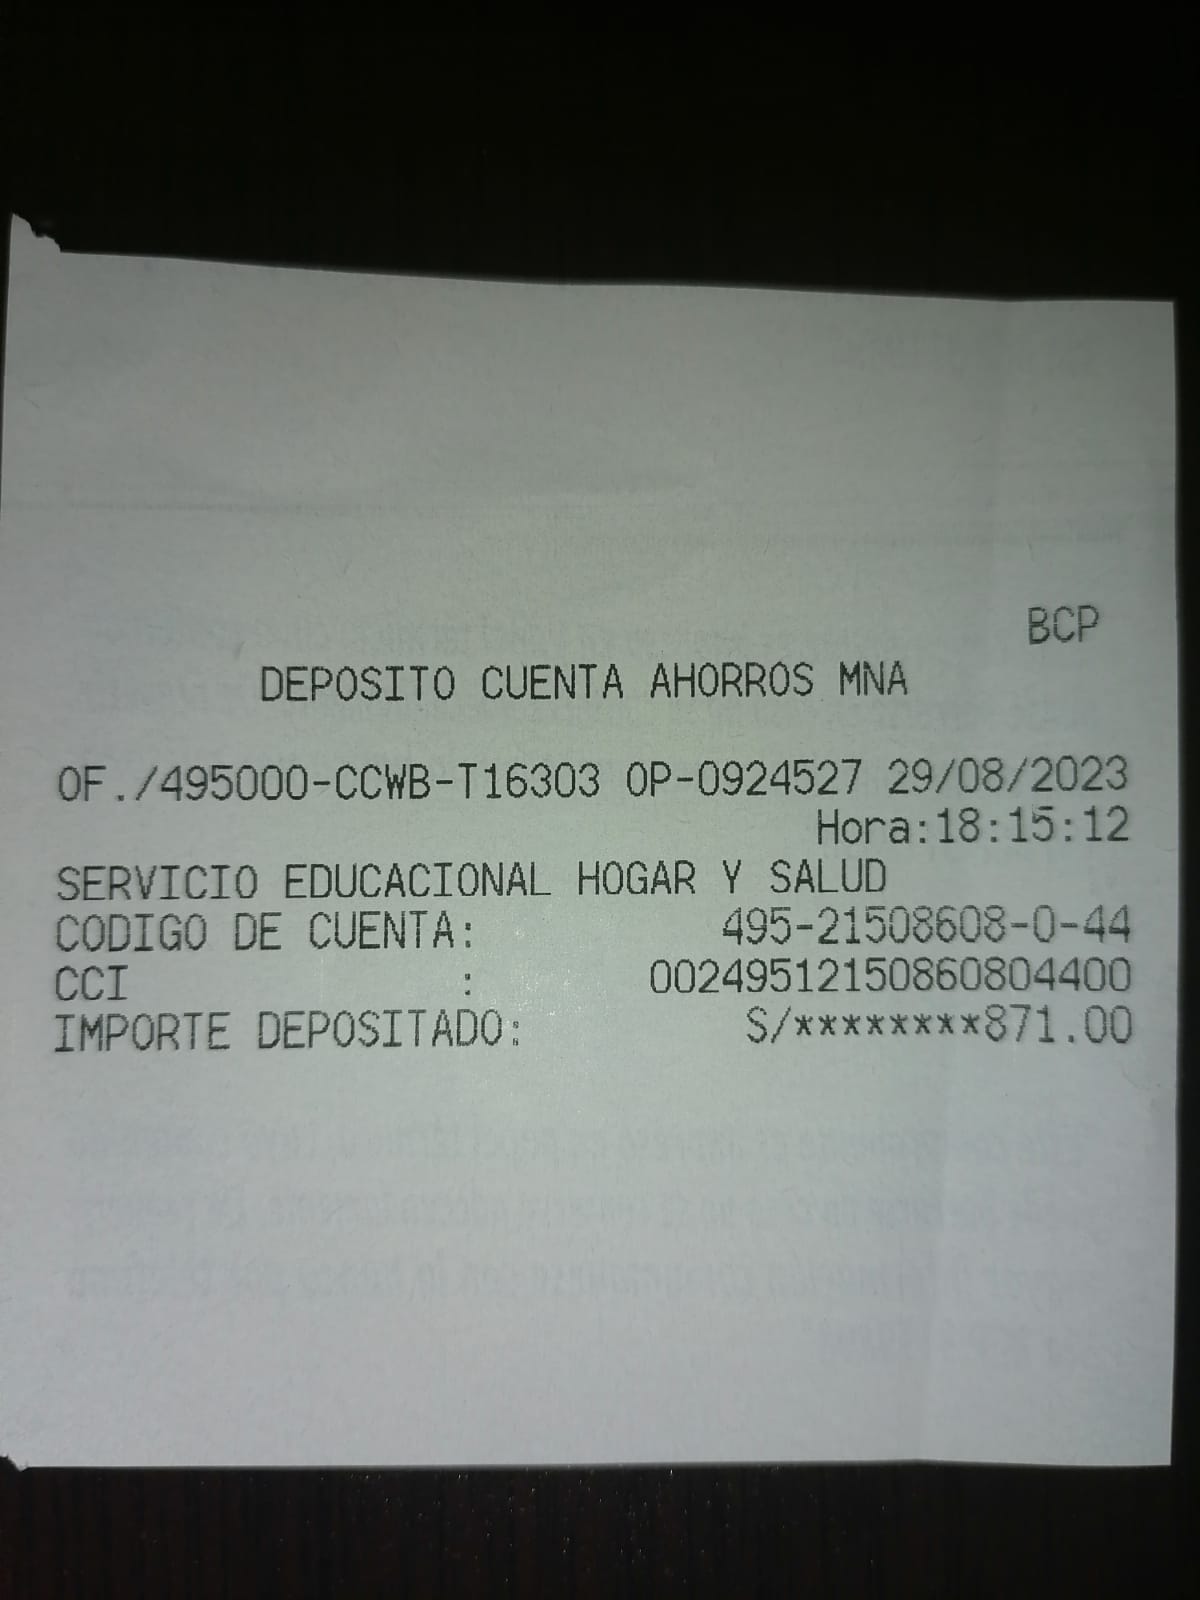 BCP
DEPOSITO CUENTA AHORROS MNA
OF./495000-CCWB-T16303 OP-0924527 29/08/2023
Hora:18:15:12
SERVICIO EDUCACIONAL HOGAR Y SALUD
CODIGO DE CUENTA: 495-21508608-0-44
CCI : 00249512150860804400
IMPORTE DEPOSITADO: S/********871.00